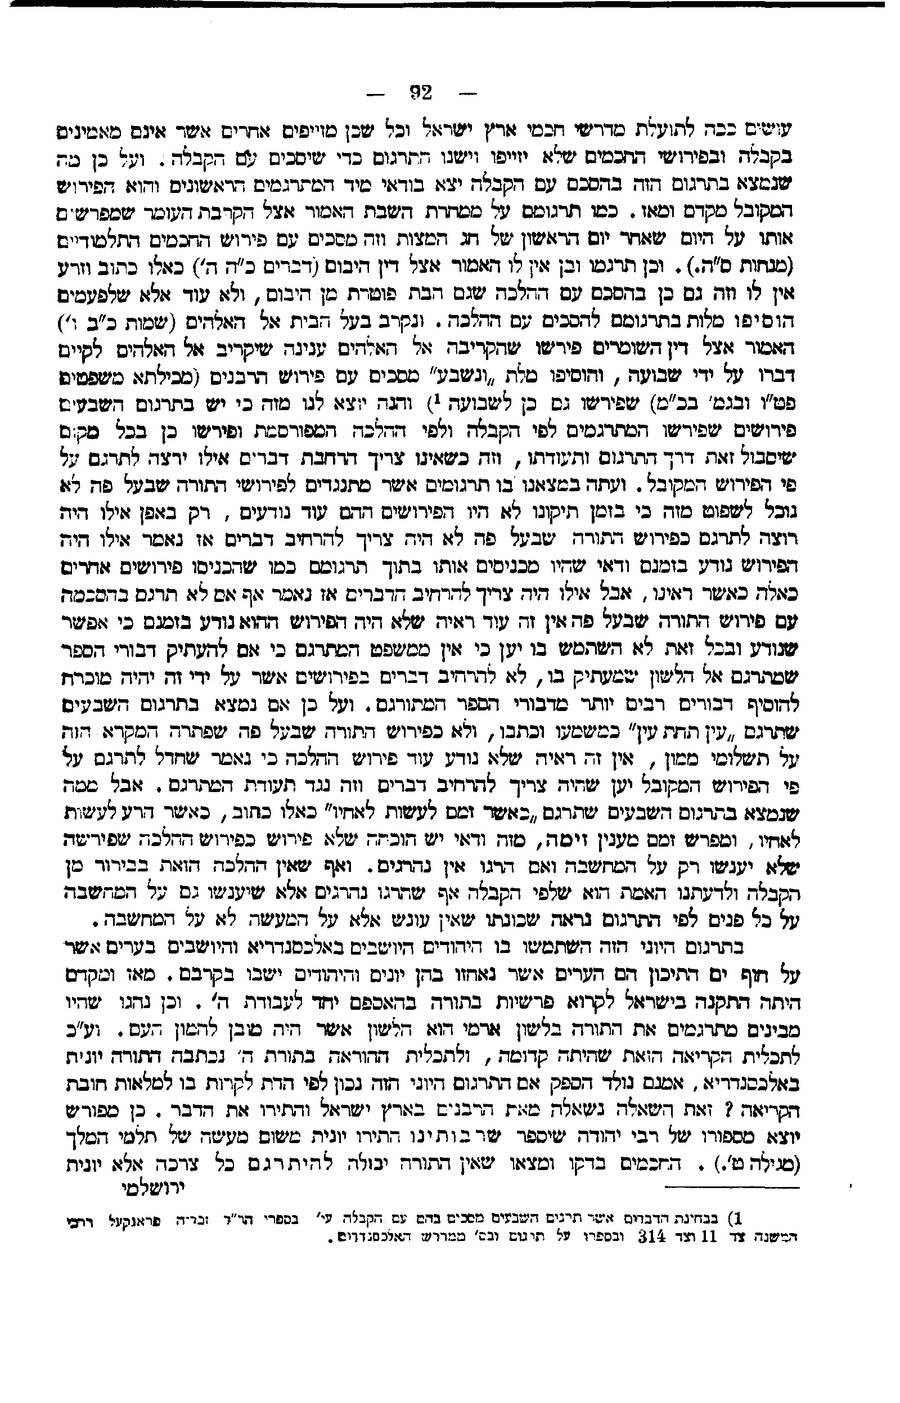 — 92 —
עושים ככה לתועלת מדרשי חכמי ארץ ישראל וכל שכן מזייפים אחרים אשר אינם מאמינים
בקבלה ובפירושי החכמים שלא יזייפו וישנו התרגום כדי שיסכים עם הקבלה. ועל כן מה
שנמצא בתרגום הזה בהסכם עם הקבלה יצא בודאי מיד המתרגמים הראשונים והוא הפירוש
המקובל מקדם ומאז. כמו תרגומם על ממחרת השבת האמור אצל הקרבת העומר שמפרשים
אותו על היום שאחר יום הראשון של חג המצות וזה מסכים עם פירוש החכמים התלמודיים
(מנחות ס"ה.). וכן תרגמו ובן אין לו האמור אצל דין היבום (דברים כ"ה ה') כאלו כתוב וזרע
אין לו וזה גם כן בהסכם עם ההלכה שגם הבת פוטרת מן היבום, ולא עוד אלא שלפעמים
הוסיפו מלות בתרגומם להסכים עם ההלכה. ונקרב בעל הבית אל האלהים (שמות כ"ב ו')
האמור אצל דין השומרים פירשו שהקריבה אל האלהים ענינה שיקריב אל האלהים לקיים
דברו על ידי שבועה, והוסיפו מלת „ונשבע" מסכים עם פירוש הרבנים (מכילתא משפטים
פט"ו ובגמ' בכ"מ) שפירשו גם כן לשבועה 1) והנה יוצא לנו מזה כי יש בתרגום השבעים
פירושים שפירשו המתרגמים לפי הקבלה ולפי ההלכה המפורסמת ופירשו כן בכל מקום
שיסבול זאת דרך התרגום ותעודתו, וזה כשאינו צריך הרחבת דברים אילו ירצה לתרגם על
פי הפירוש המקובל. ועתה במצאנו בו תרגומים אשר מתנגדים לפירושי התורה שבעל פה לא
נוכל לשפוט מזה כי בזמן תיקונו לא היו הפירושים ההם עוד נודעים, רק באפן אילו היה
רוצה לתרגם כפירוש התורה שבעל פה לא היה צריך להרחיב דברים אז נאמר אילו היה
הפירוש נודע בזמנם ודאי שהיו מכניסים אותו בתוך תרגומם כמו שהכניסו פירושים אחרים
כאלה כאשר ראינו, אבל אילו היה צריך להרחיב הדברים אז נאמר אף אם לא תרגם בהסכמה
עם פירוש התורה שבעל פה אין זה עוד ראיה שלא היה הפירוש ההוא נודע בזמנם כי אפשר
שנודע ובכל זאת לא השתמש בו יען כי אין ממשפט המתרגם כי אם להעתיק דבורי הספר
שמתרגם אל הלשון שמעתיק בו, לא להרחיב דברים בפירושים אשר על ידי זה יהיה מוכרח
להוסיף דבורים רבים יותר מדבורי הספר המתורגם. ועל כן אם נמצא בתרגום השבעים
שתרגם „עין תחת עין" כמשמעו וכתבו, ולא כפירוש התורה שבעל פה שפתרה המקרא הזה
על תשלומי ממון, אין זה ראיה שלא נודע עוד פירוש ההלכה כי נאמר שחדל לתרגם על
פי הפירוש המקובל יען שהיה צריך להרחיב דברים וזה נגד תעודת המתרגם. אבל ממה
שנמצא בתרגום השבעים שתרגם „כאשר זמם לעשות לאחיו" כאלו כתוב, כאשר הרע לעשות
לאחיו, ומפרש זמם מענין זימה, מזה ודאי יש הוכחה שלא פירוש כפירוש ההלכה שפירשה
שלא יענשו רק על המחשבה ואם הרגו אין נהרגים. ואף שאין ההלכה הזאת בבירור מן
הקבלה ולדעתנו האמת הוא שלפי הקבלה אף שהרגו נהרגים אלא שיענשו גם על המחשבה
על כל פנים לפי התרגום נראה שכונתו שאין עונש אלא על המעשה לא על המחשבה.
בתרגום היוני הזה השתמשו בו היהודים היושבים באלכסנדריא והיושבים בערים אשר
על חוף ים התיכון הם הערים אשר נאחזו בהן יונים והיהודים ישבו בקרבם. מאז ומקדם
היתה התקנה בישראל לקרוא פרשיות בתורה בהאספם יחד לעבודת ה'. וכן נהגו שהיו
מבינים מתרגמים את התורה בלשון ארמי הוא הלשון אשר היה מובן להמון העם. וע"כ
לתכלית הקריאה הזאת שהיתה קדומה, ולתכלית ההוראה בתורת ה' נכתבה התורה יונית
באלכסנדריא, אמנם נולד הספק אם התרגום היוני הזה נכון לפי הדת לקרות בו למלאות חובת
הקריאה? זאת השאלה נשאלה מאת הרבנים בארץ ישראל והתירו את הדבר. כן מפורש
יוצא מספורו של רבי יהודה שיספר שרבותינו התירו יונית משום מעשה של תלמי המלך
(מגילה ט'.). החכמים בדקו ומצאו שאין התורה יכולה להיתרגם כל צרכה אלא יונית
ירושלמי
1) בבחינת הדברים אשר תרגום השבעים מסכים בהם עם הקבלה עי' בספרי הר"ר זכריה פראנקעל דרכי
המשנה צד 11 וצד 314 ובספרו על תרגום ובס' ממדרש האלכסנדרים.